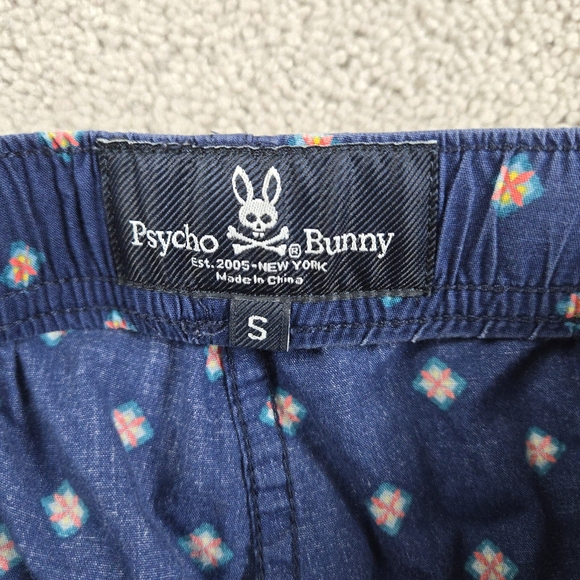 Psycho ® Bunny
Est. 2005 • NEW YORK
Made In China
S